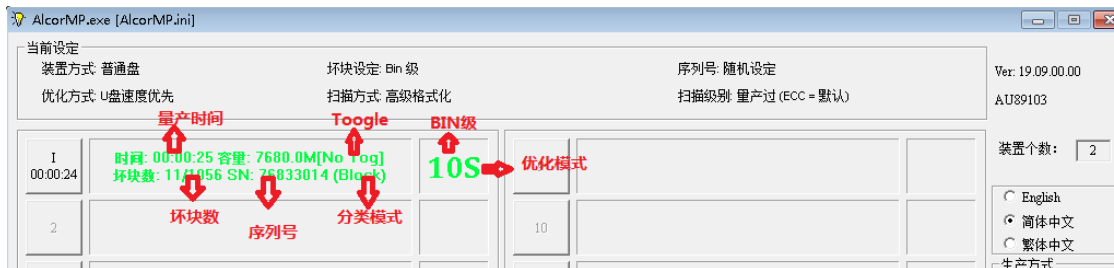 AlcorMP.exe [AlcorMP.ini]
当前设定
装置方式: 普通盘
坏块设定: Bin 级
序列号: 随机设定
优化方式: U盘速度优先
扫描方式: 高级格式化
扫描级别: 量产过 (ECC = 默认)
Ver: 19.09.00.00
AU89103
量产时间
Toogle
BIN级
I
00:00:24
时间: 00:00:25 容量: 7680.0M[No Tog]
坏块数: 11/1056 SN: 76833014 (Block)
10S
优化模式
坏块数
序列号
分类模式
2
10
装置个数:
2
English
简体中文
繁体中文
生产方式